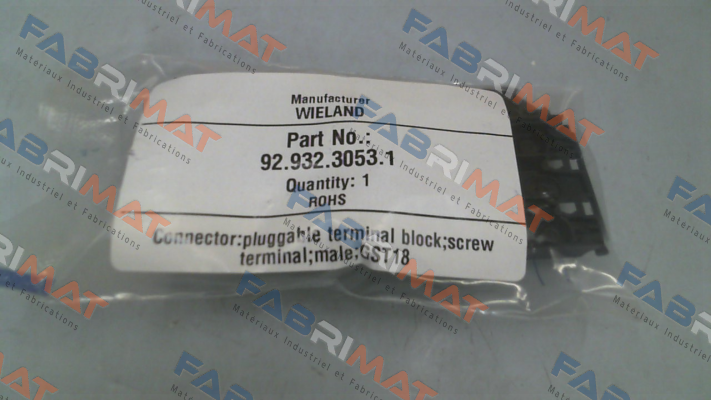 Manufacturer
WIELAND
Part No.:
92.932.3053.1
Quantity: 1
ROHS
Connector:pluggable terminal block;screw
terminal;male;GST18
FABRIMAT
Materiaux Industriel et Fabrications